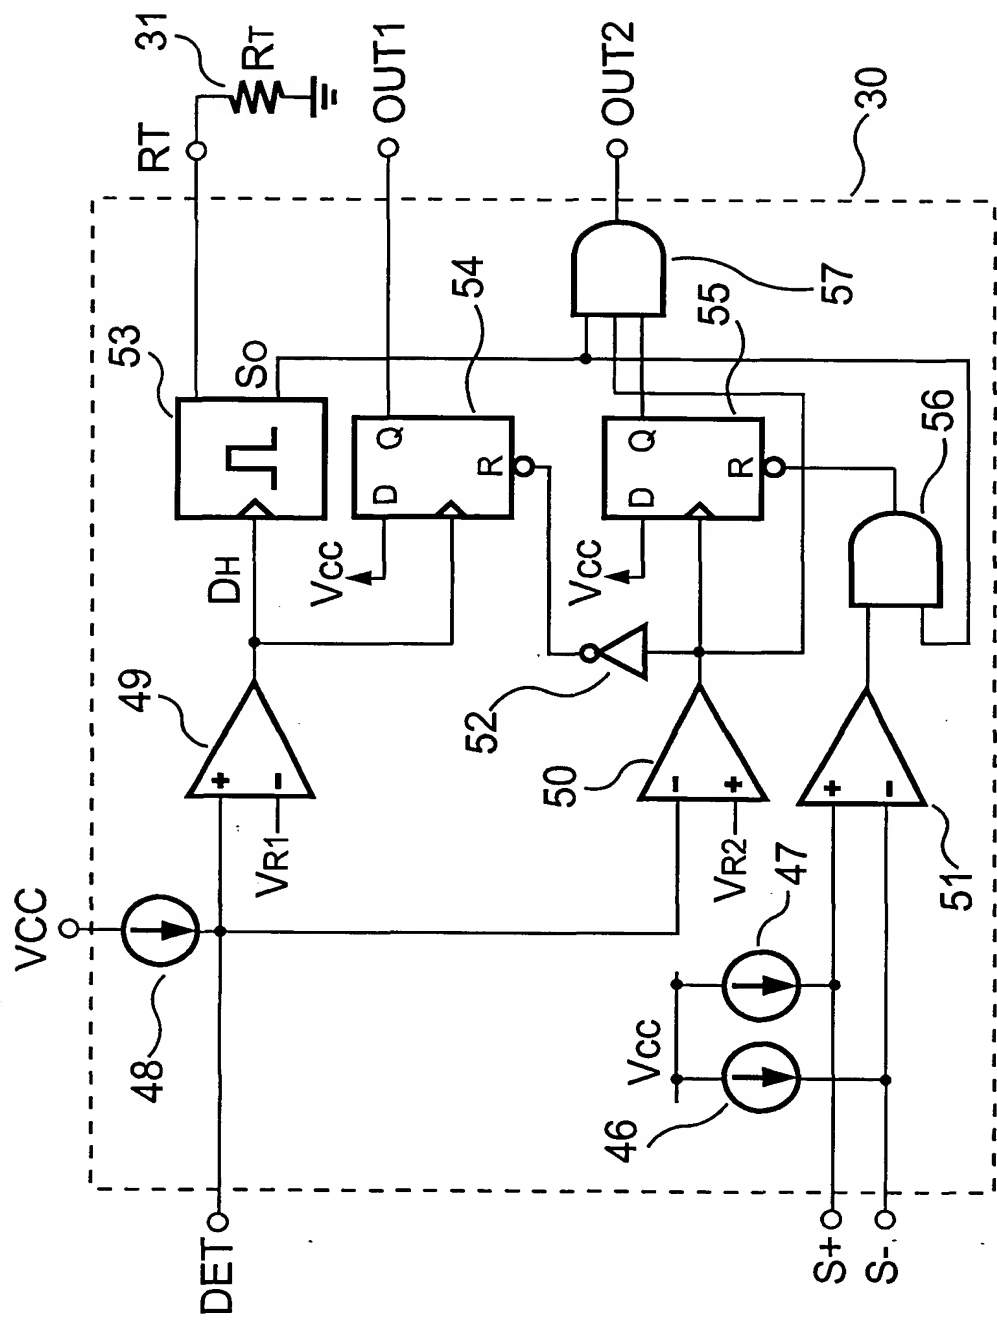 31
RT
RT
OUT1
OUT2
30
53
SO
54
57
55
56
DH
Q
D
R
Vcc
Q
D
R
Vcc
49
+
−
VR1
52
50
−
+
VR2
51
+
−
VCC
48
47
Vcc
46
DET
S+
S-